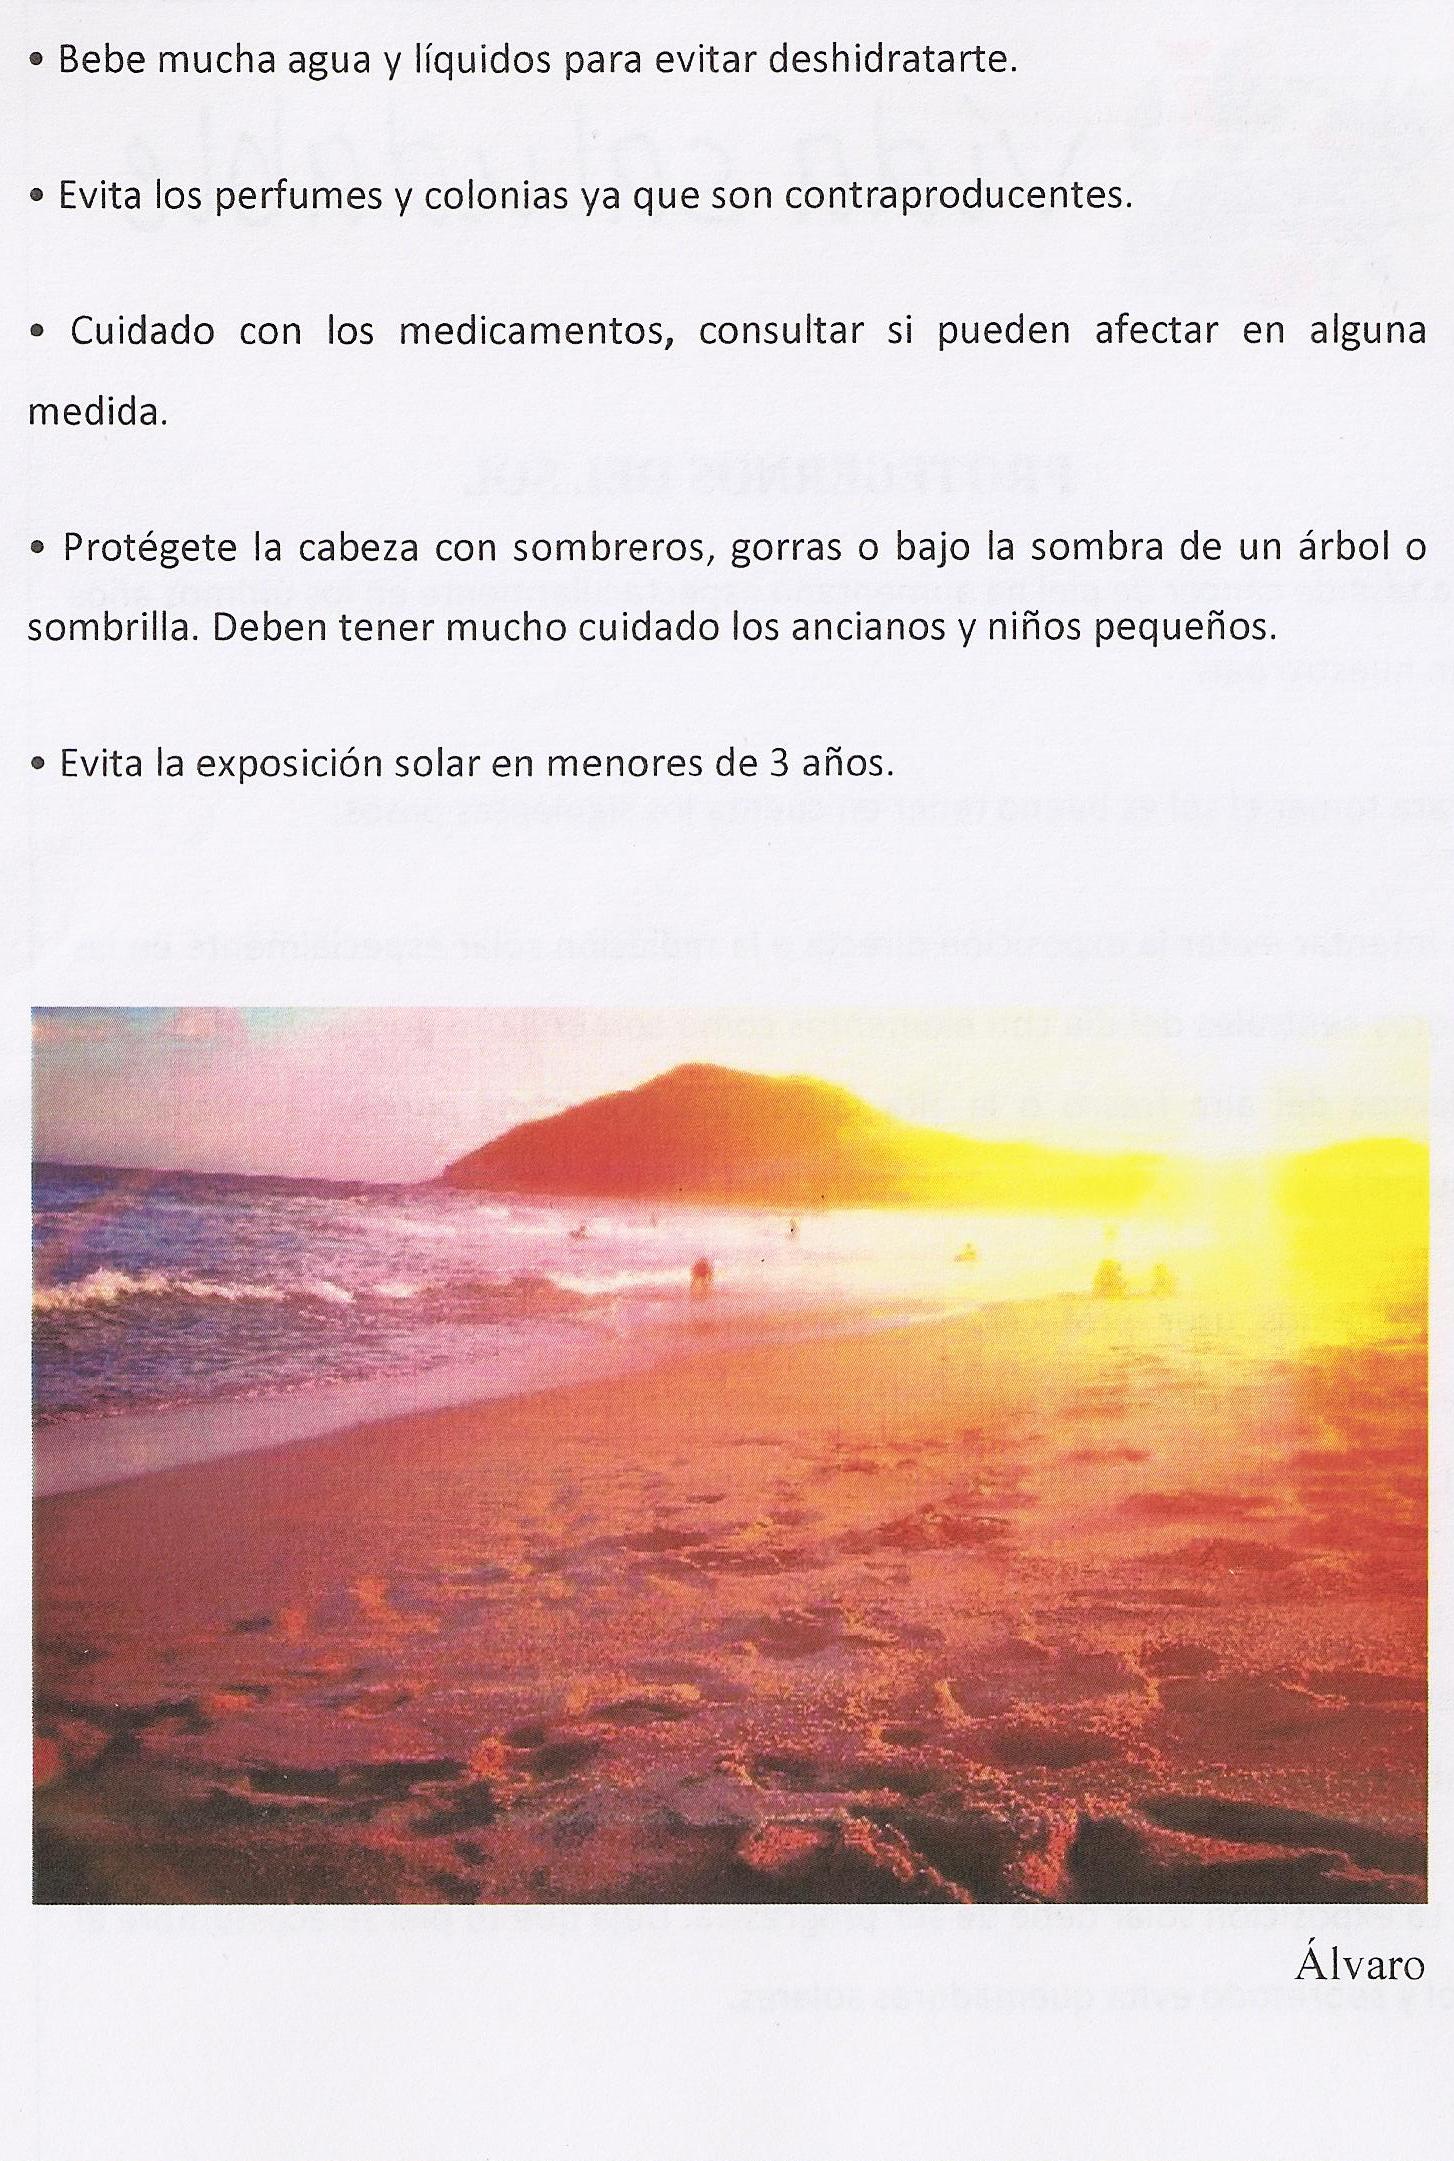 • Bebe mucha agua y líquidos para evitar deshidratarte.
• Evita los perfumes y colonias ya que son contraproducentes.
• Cuidado con los medicamentos, consultar si pueden afectar en alguna
medida.
• Protégete la cabeza con sombreros, gorras o bajo la sombra de un árbol o
sombrilla. Deben tener mucho cuidado los ancianos y niños pequeños.
• Evita la exposición solar en menores de 3 años.
Álvaro